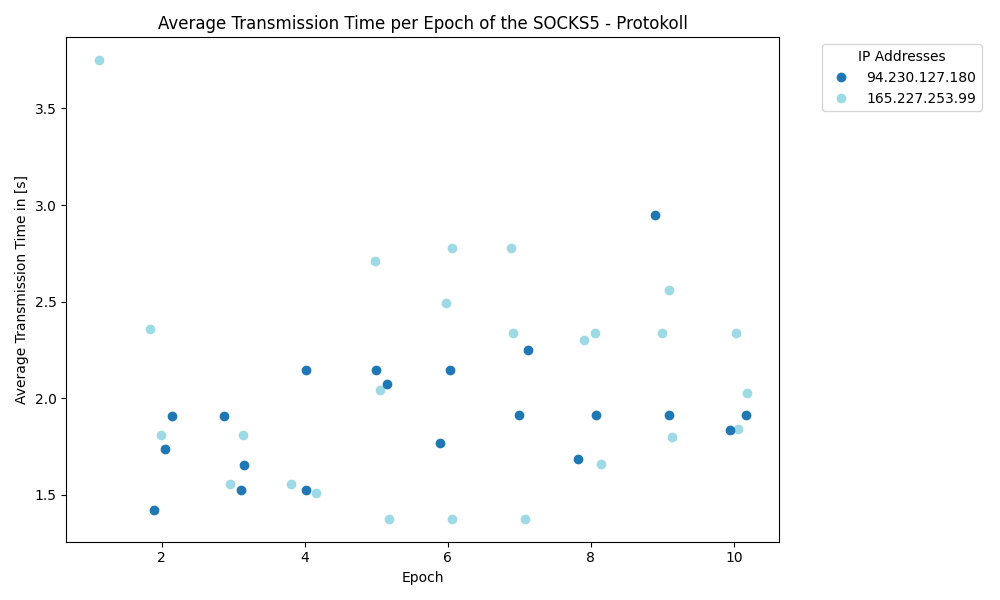 Average Transmission Time per Epoch of the SOCKS5 - Protokoll
IP Addresses
94.230.127.180
165.227.253.99
Average Transmission Time in [s]
3.5
3.0
2.5
2.0
1.5
2 4 6 8 10
Epoch